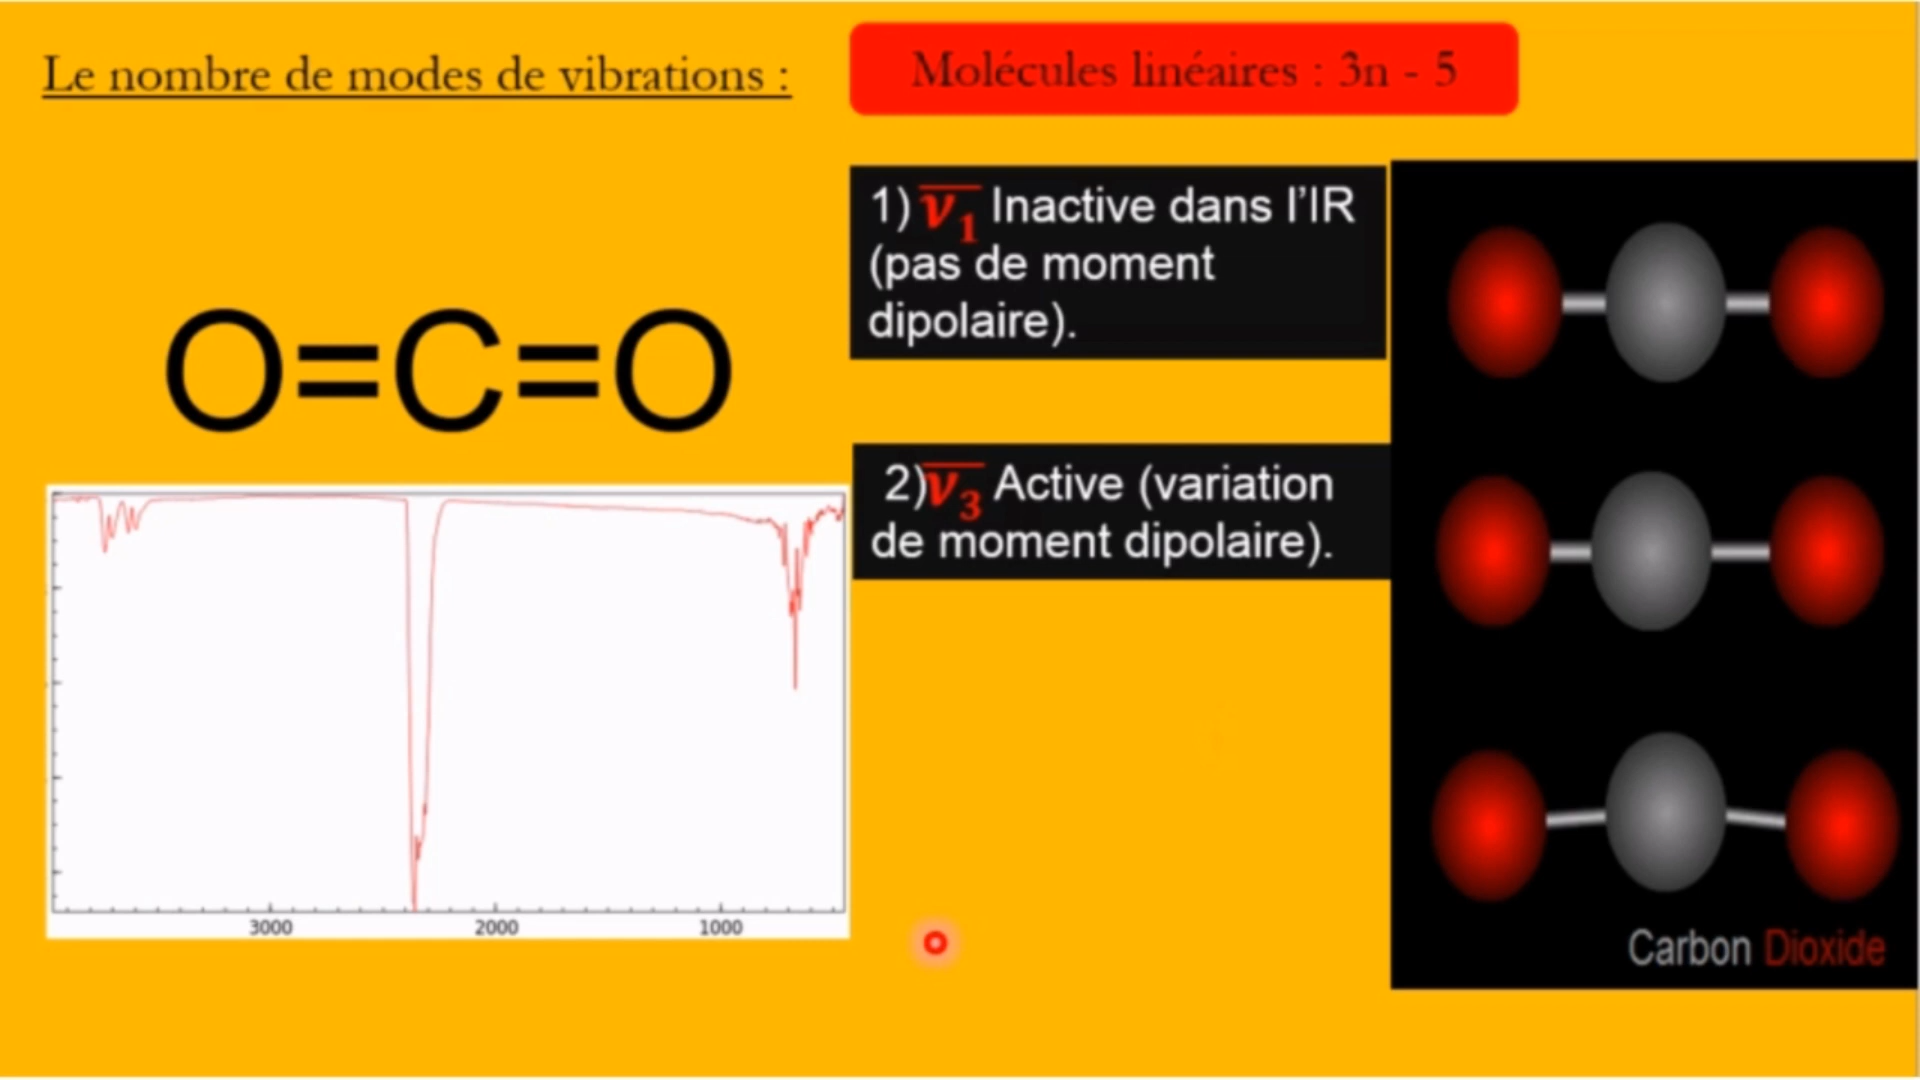 Le nombre de modes de vibrations :
Molécules linéaires : 3n - 5
1) ν̅₁ Inactive dans l’IR
(pas de moment
dipolaire).
O=C=O
2) ν̅₃ Active (variation
de moment dipolaire).
3000 2000 1000
Carbon Dioxide